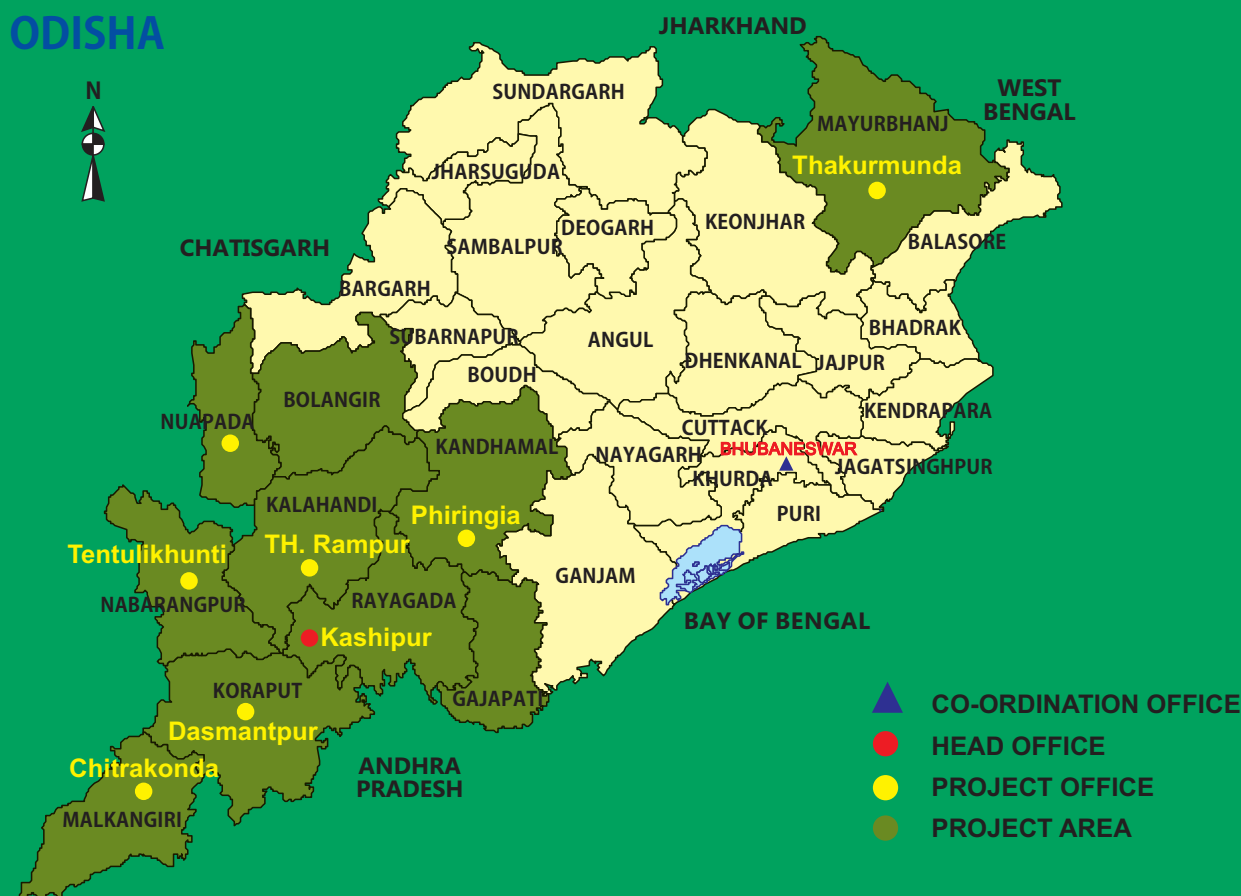 ODISHA
JHARKHAND
N
SUNDARGARH
WEST
BENGAL
MAYURBHANJ
Thakurmunda
JHARSUGUDA
KEONJHAR
DEOGARH
BALASORE
CHATISGARH
SAMBALPUR
BARGARH
BHADRAK
SUBARNAPUR
ANGUL
DHENKANAL
JAJPUR
BOUDH
BOLANGIR
KENDRAPARA
NUAPADA
CUTTACK
KANDHAMAL
BHUBANESWAR
NAYAGARH
JAGATSINGHPUR
KHURDA
KALAHANDI
PURI
Phiringia
TH. Rampur
Tentulikhunti
GANJAM
NABARANGPUR
RAYAGADA
BAY OF BENGAL
Kashipur
KORAPUT
GAJAPATI
Dasmantpur
CO-ORDINATION OFFICE
HEAD OFFICE
Chitrakonda
ANDHRA
PRADESH
PROJECT OFFICE
MALKANGIRI
PROJECT AREA